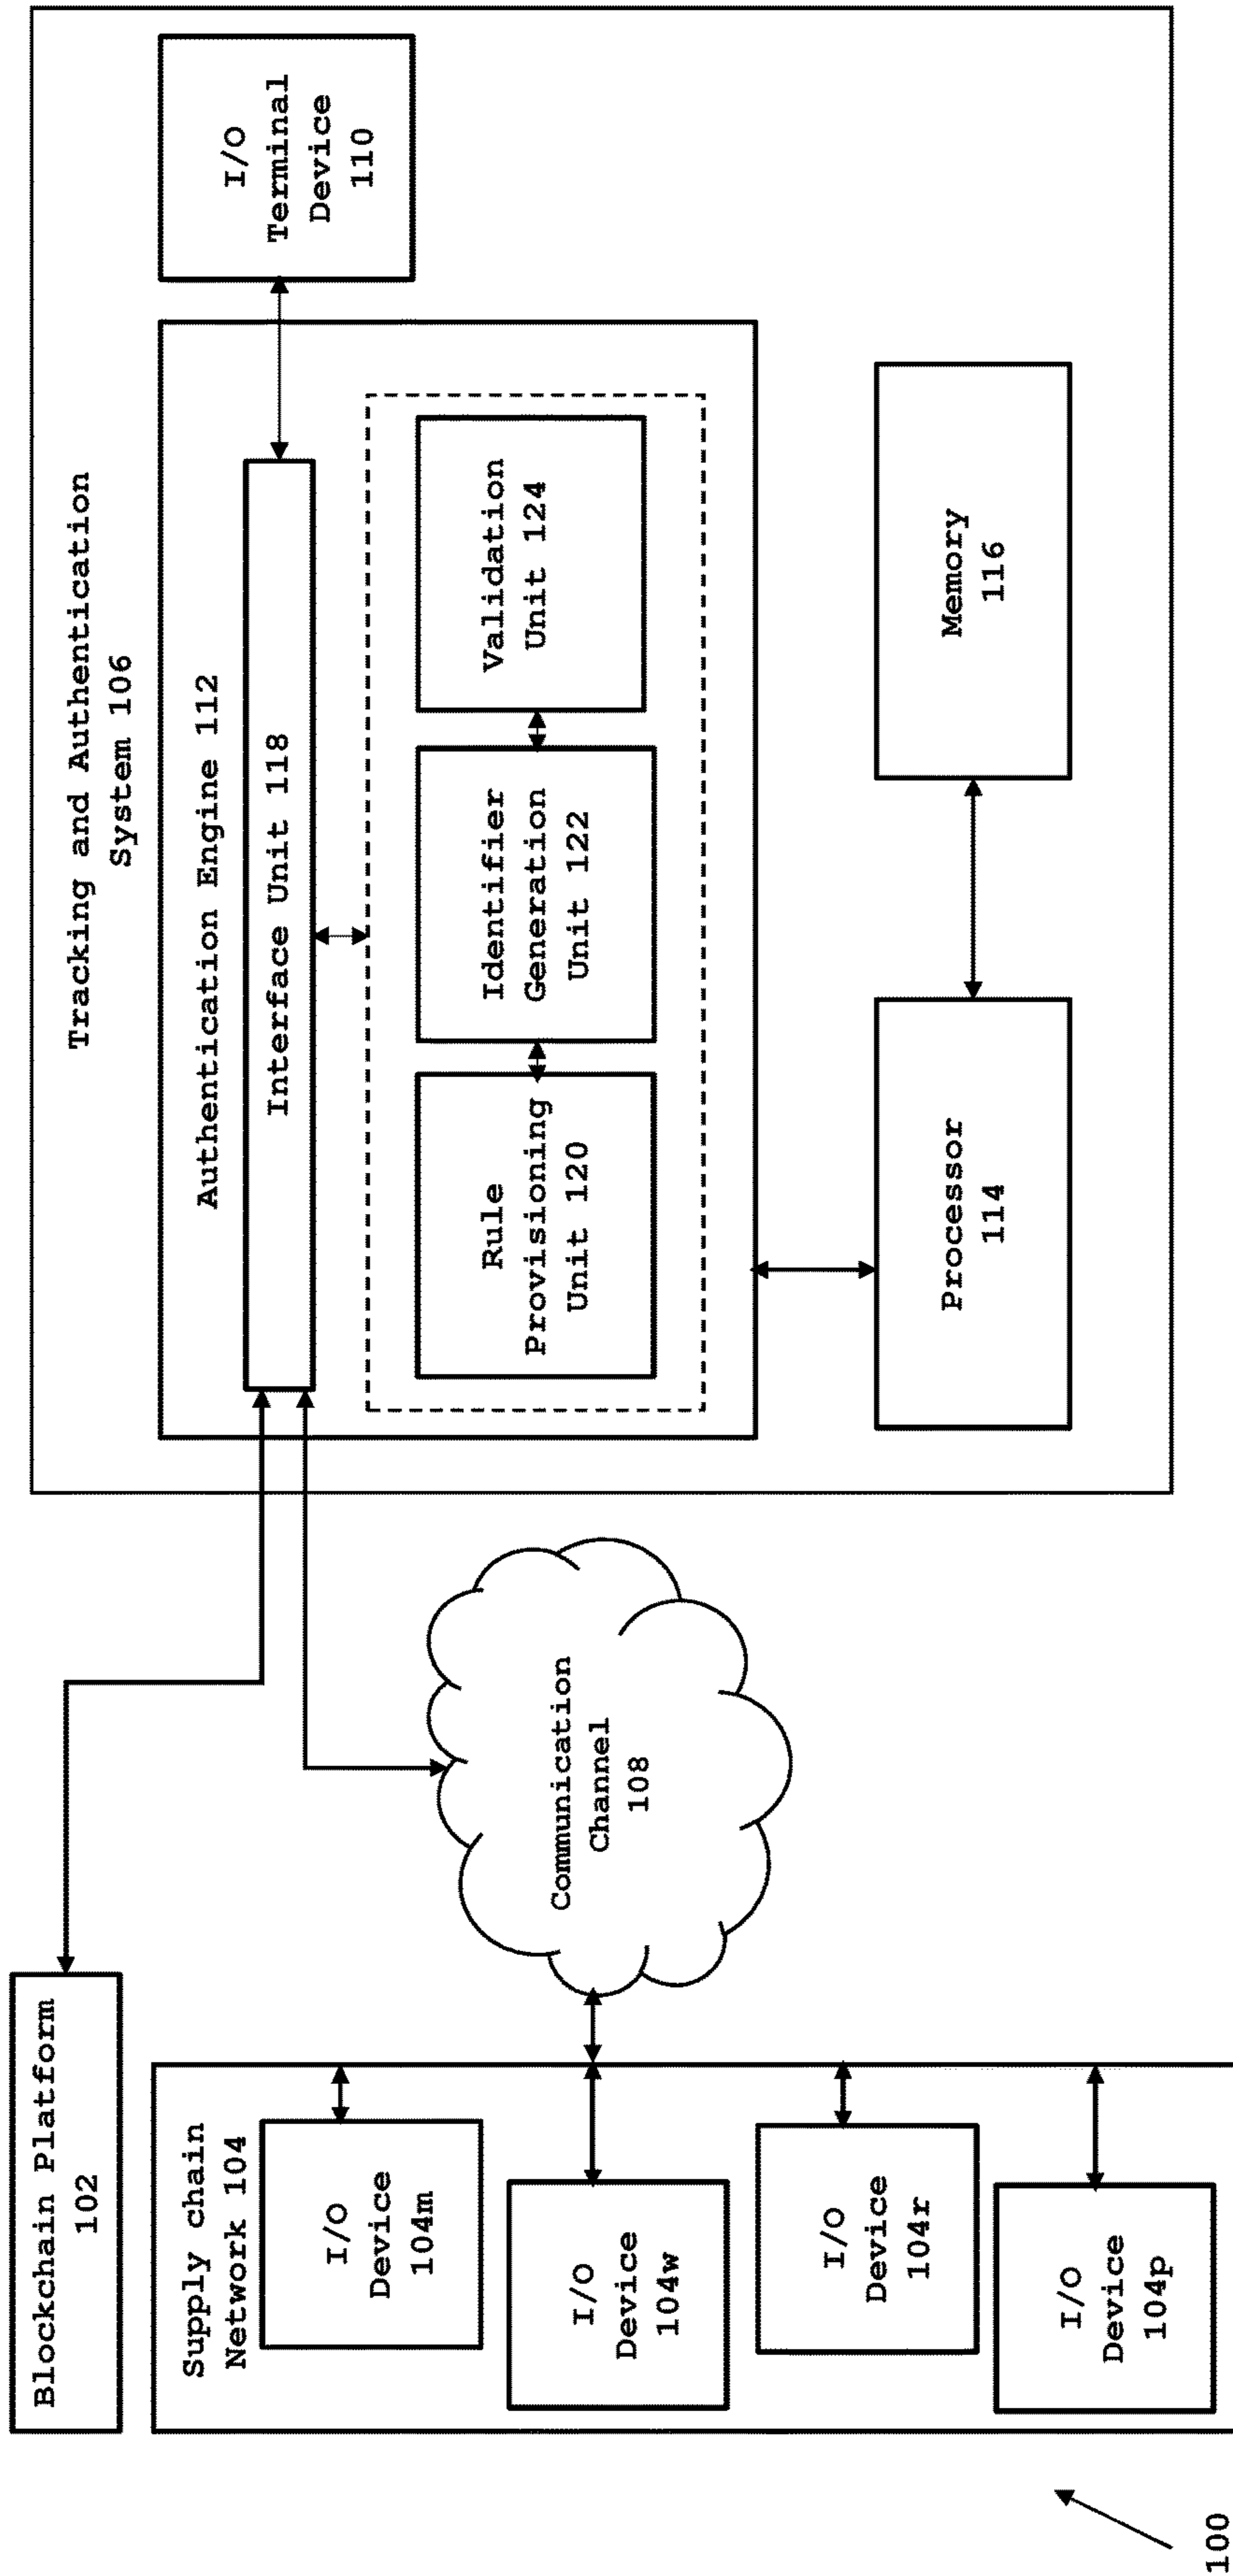 Blockchain Platform
102
Supply chain
Network 104
I/O
Device
104m
I/O
Device
104w
I/O
Device
104r
I/O
Device
104p
Communication
Channel
108
Tracking and Authentication
System 106
Authentication Engine 112
Interface Unit 118
Rule
Provisioning
Unit 120
Identifier
Generation
Unit 122
Validation
Unit 124
I/O
Terminal
Device
110
Processor
114
Memory
116
100